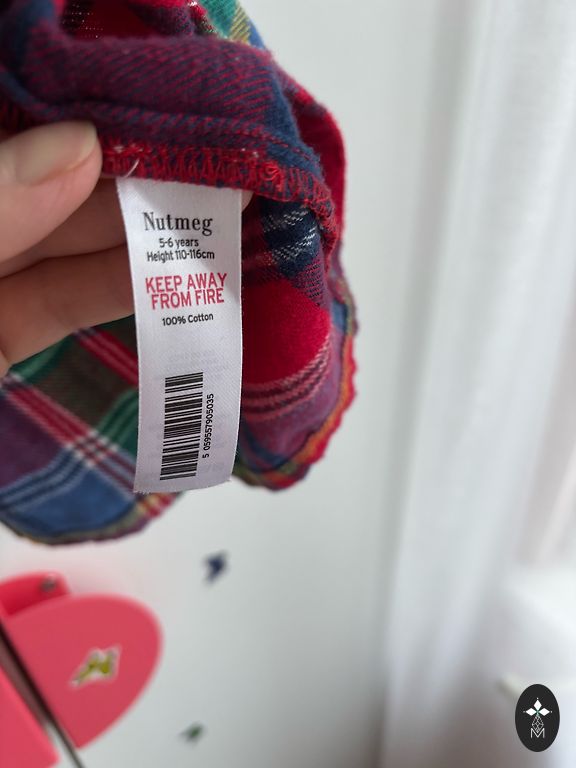 Nutmeg
5-6 years
Height 110-116cm
KEEP AWAY
FROM FIRE
100% Cotton
5 059557905035
M